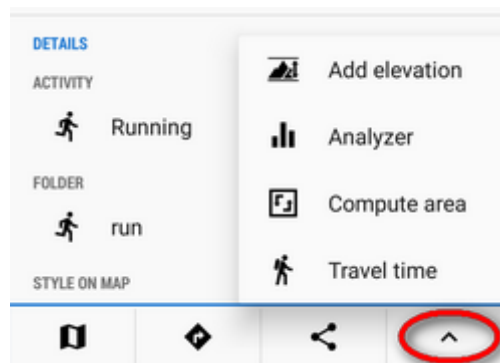 DETAILS
ACTIVITY
Running
FOLDER
run
STYLE ON MAP
Add elevation
Analyzer
Compute area
Travel time